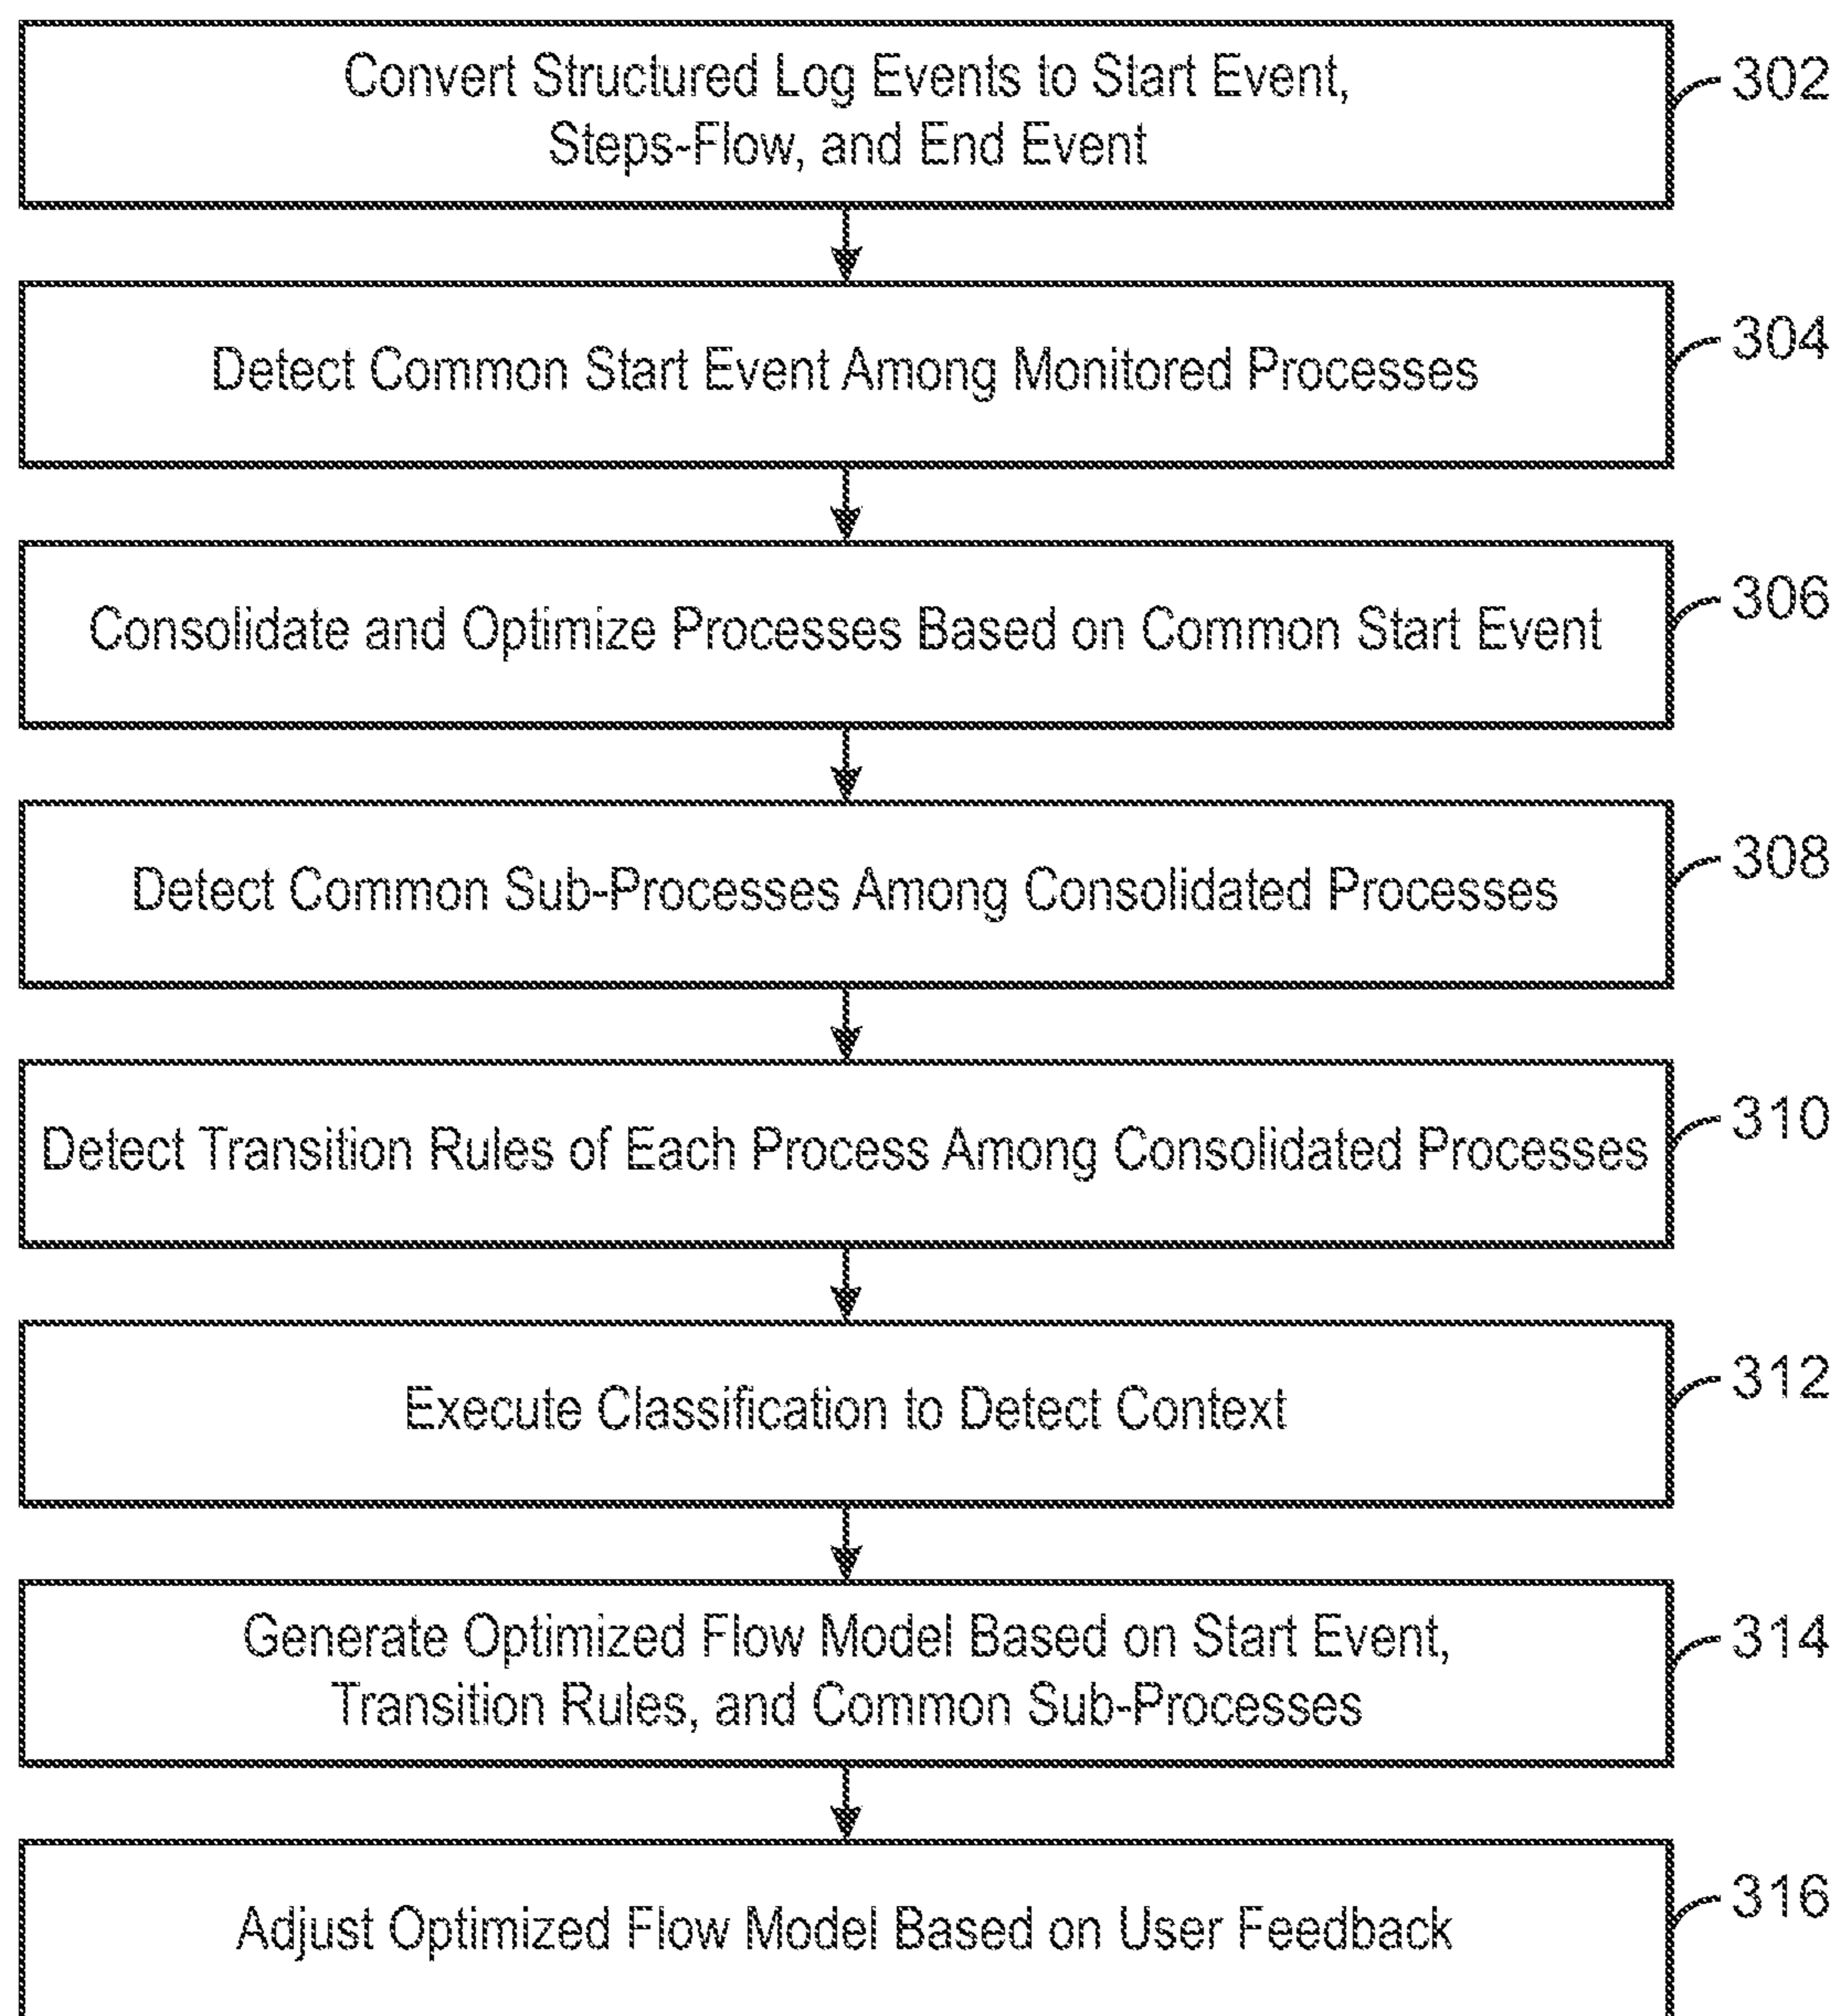 Convert Structured Log Events to Start Event,
Steps-Flow, and End Event
302
Detect Common Start Event Among Monitored Processes
304
Consolidate and Optimize Processes Based on Common Start Event
306
Detect Common Sub-Processes Among Consolidated Processes
308
Detect Transition Rules of Each Process Among Consolidated Processes
310
Execute Classification to Detect Context
312
Generate Optimized Flow Model Based on Start Event,
Transition Rules, and Common Sub-Processes
314
Adjust Optimized Flow Model Based on User Feedback
316